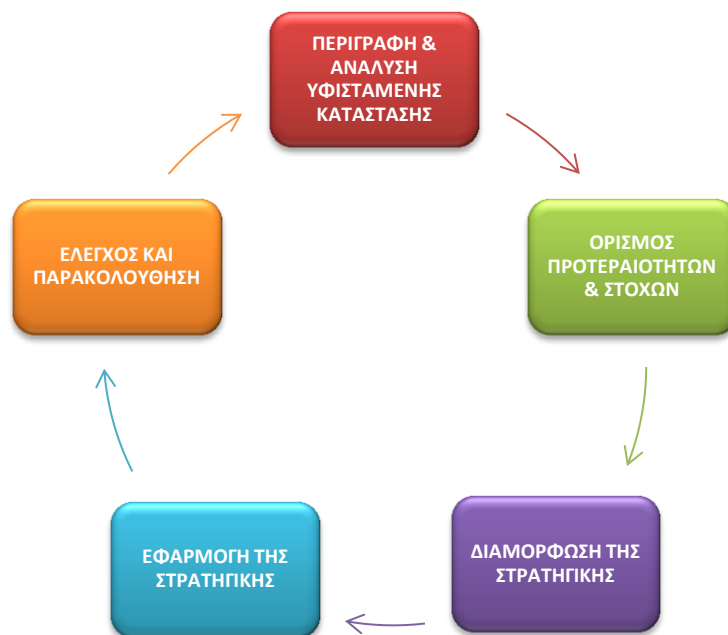 ΠΕΡΙΓΡΑΦΗ &
ΑΝΑΛΥΣΗ
ΥΦΙΣΤΑΜΕΝΗΣ
ΚΑΤΑΣΤΑΣΗΣ
ΟΡΙΣΜΟΣ
ΠΡΟΤΕΡΑΙΟΤΗΤΩΝ
& ΣΤΟΧΩΝ
ΔΙΑΜΟΡΦΩΣΗ ΤΗΣ
ΣΤΡΑΤΗΓΙΚΗΣ
ΕΦΑΡΜΟΓΗ ΤΗΣ
ΣΤΡΑΤΗΓΙΚΗΣ
ΕΛΕΓΧΟΣ ΚΑΙ
ΠΑΡΑΚΟΛΟΥΘΗΣΗ